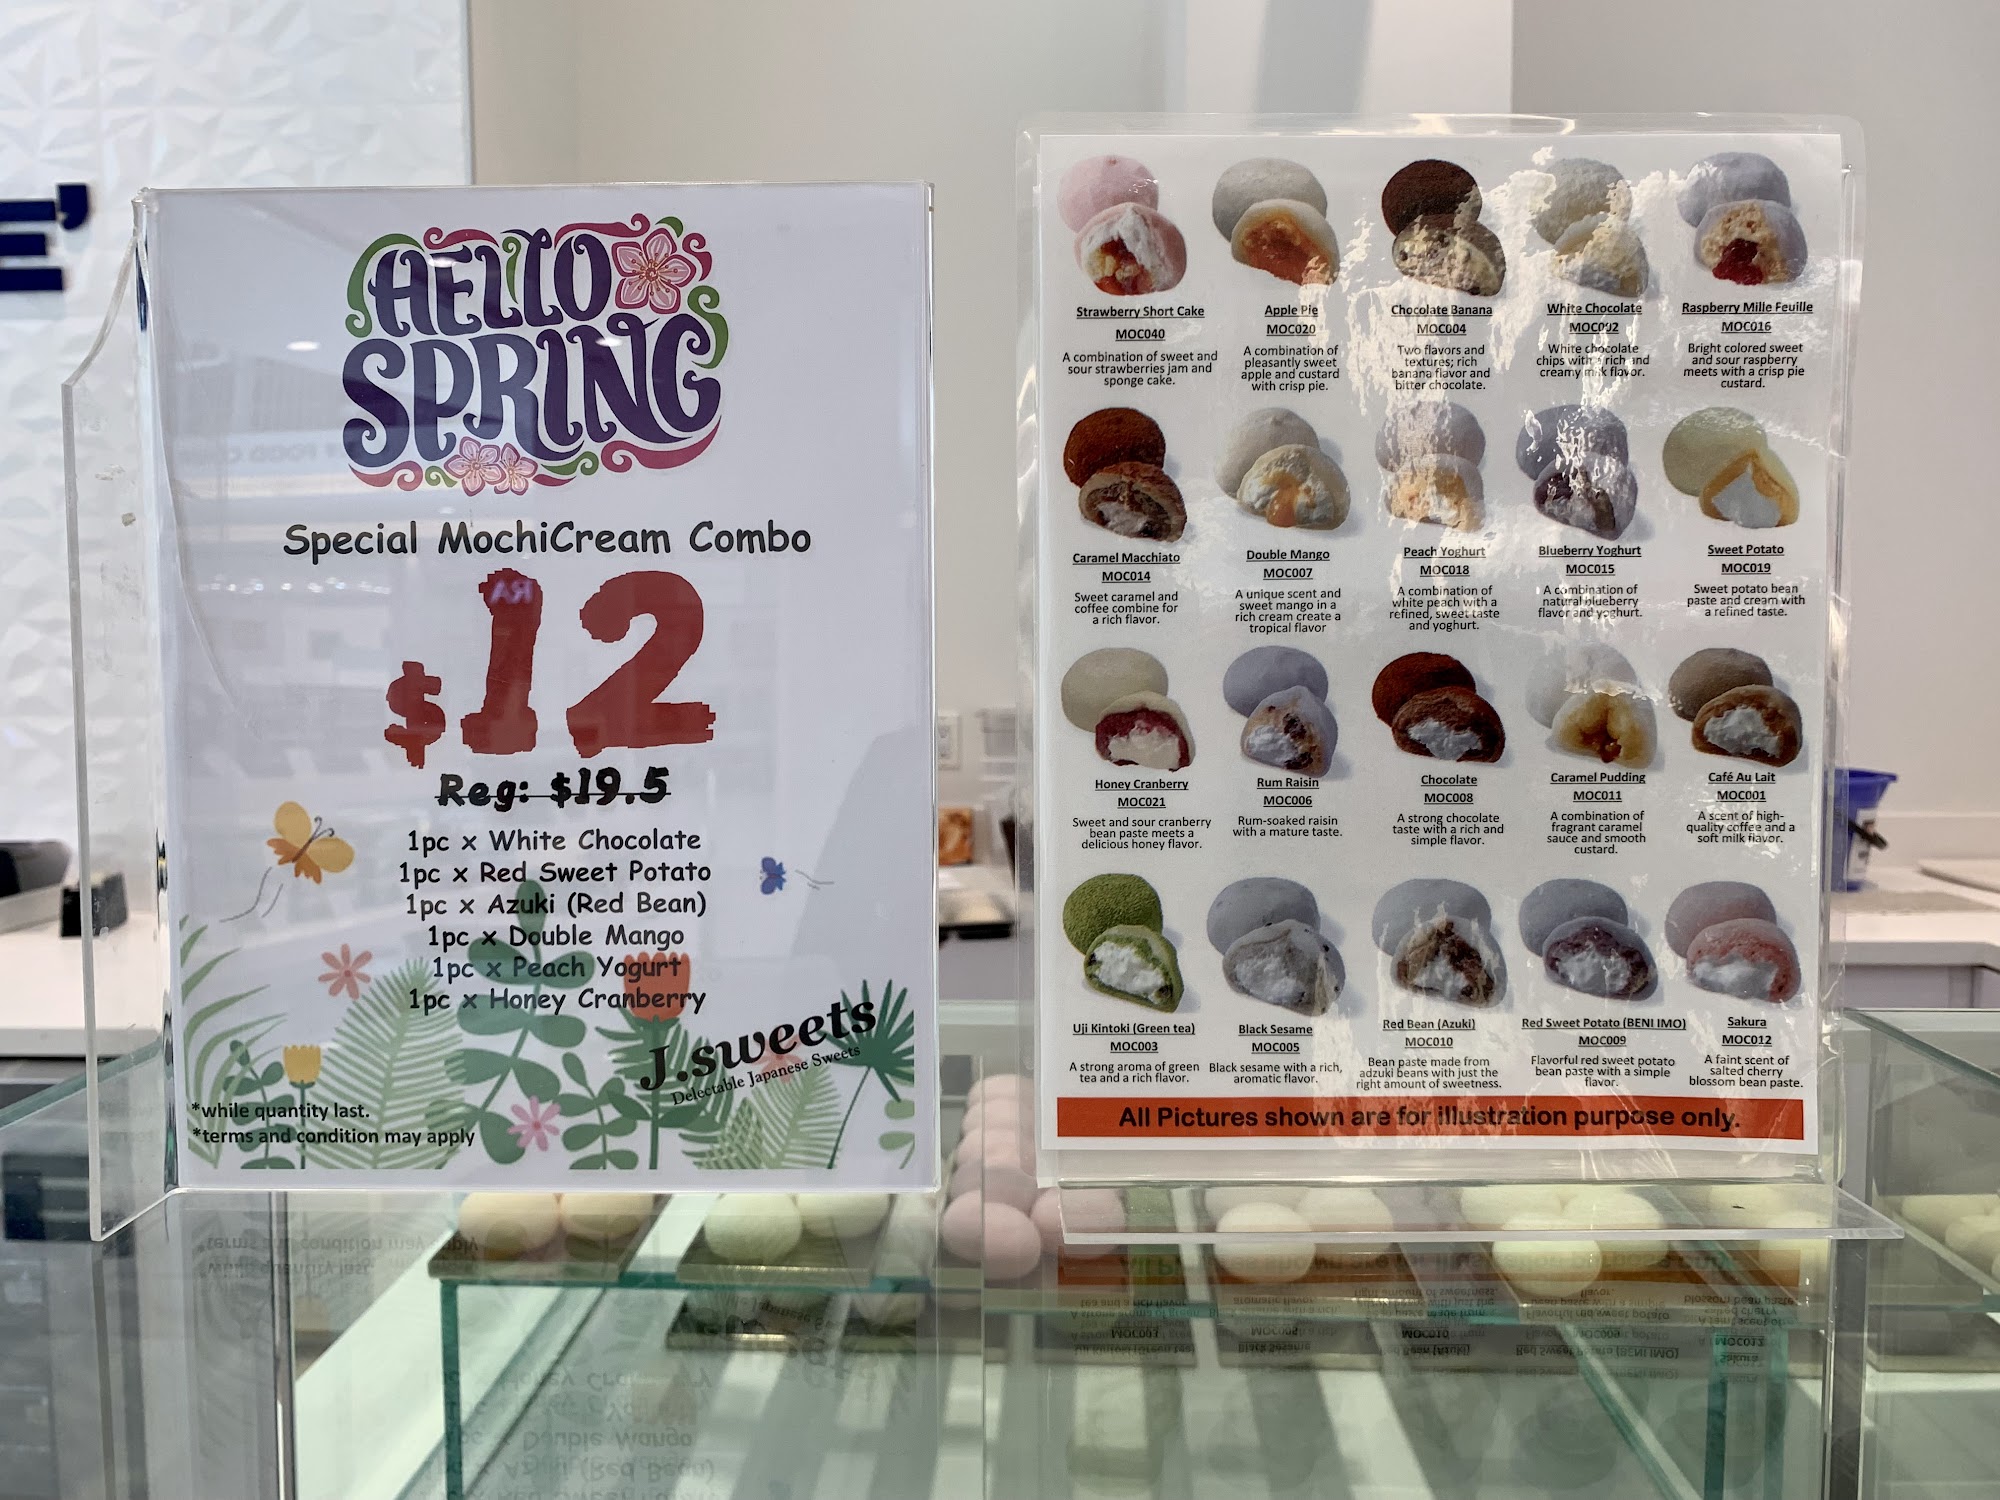 HELLO
SPRING
Special MochiCream Combo
$12
Reg: $19.5
1pc x White Chocolate
1pc x Red Sweet Potato
1pc x Azuki (Red Bean)
1pc x Double Mango
1pc x Peach Yogurt
1pc x Honey Cranberry
J.sweets
Delectable Japanese Sweets
*while quantity last.
*terms and condition may apply
Strawberry Short Cake
MOC040
A combination of sweet and
sour strawberries jam and
sponge cake.
Apple Pie
MOC020
A combination of
pleasantly sweet
apple and custard
with crisp pie.
Chocolate Banana
MOC004
Two flavors and
textures; rich
banana flavor and
bitter chocolate.
White Chocolate
MOC002
White chocolate
chips with a rich and
creamy milk flavor.
Raspberry Mille Feuille
MOC016
Bright colored sweet
and sour raspberry
meets with a crisp pie
custard.
Caramel Macchiato
MOC014
Sweet caramel and
coffee combine for
a rich flavor.
Double Mango
MOC007
A unique scent and
sweet mango in a
rich cream create a
tropical flavor
Peach Yoghurt
MOC018
A combination of
white peach with a
refined, sweet taste
and yoghurt.
Blueberry Yoghurt
MOC015
A combination of
natural blueberry
flavor and yoghurt.
Sweet Potato
MOC019
Sweet potato bean
paste and cream with
a refined taste.
Honey Cranberry
MOC021
Sweet and sour cranberry
bean paste meets a
delicious honey flavor.
Rum Raisin
MOC006
Rum-soaked raisin
with a mature taste.
Chocolate
MOC008
A strong chocolate
taste with a rich and
simple flavor.
Caramel Pudding
MOC011
A combination of
fragrant caramel
sauce and smooth
custard.
Café Au Lait
MOC001
A scent of high-
quality coffee and a
soft milk flavor.
Uji Kintoki (Green tea)
MOC003
A strong aroma of green
tea and a rich flavor.
Black Sesame
MOC005
Black sesame with a rich,
aromatic flavor.
Red Bean (Azuki)
MOC010
Bean paste made from
adzuki beans with just the
right amount of sweetness.
Red Sweet Potato (BENI IMO)
MOC009
Flavorful red sweet potato
bean paste with a simple
flavor.
Sakura
MOC012
A faint scent of
salted cherry
blossom bean paste.
All Pictures shown are for illustration purpose only.